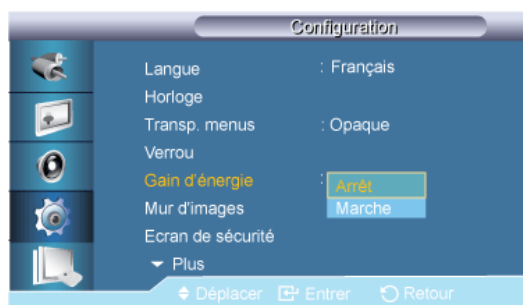 Configuration
Langue : Français
Horloge
Transp. menus : Opaque
Verrou
Gain d'énergie : Arrêt
Marche
Mur d'images
Ecran de sécurité
Plus
Déplacer Entrer Retour